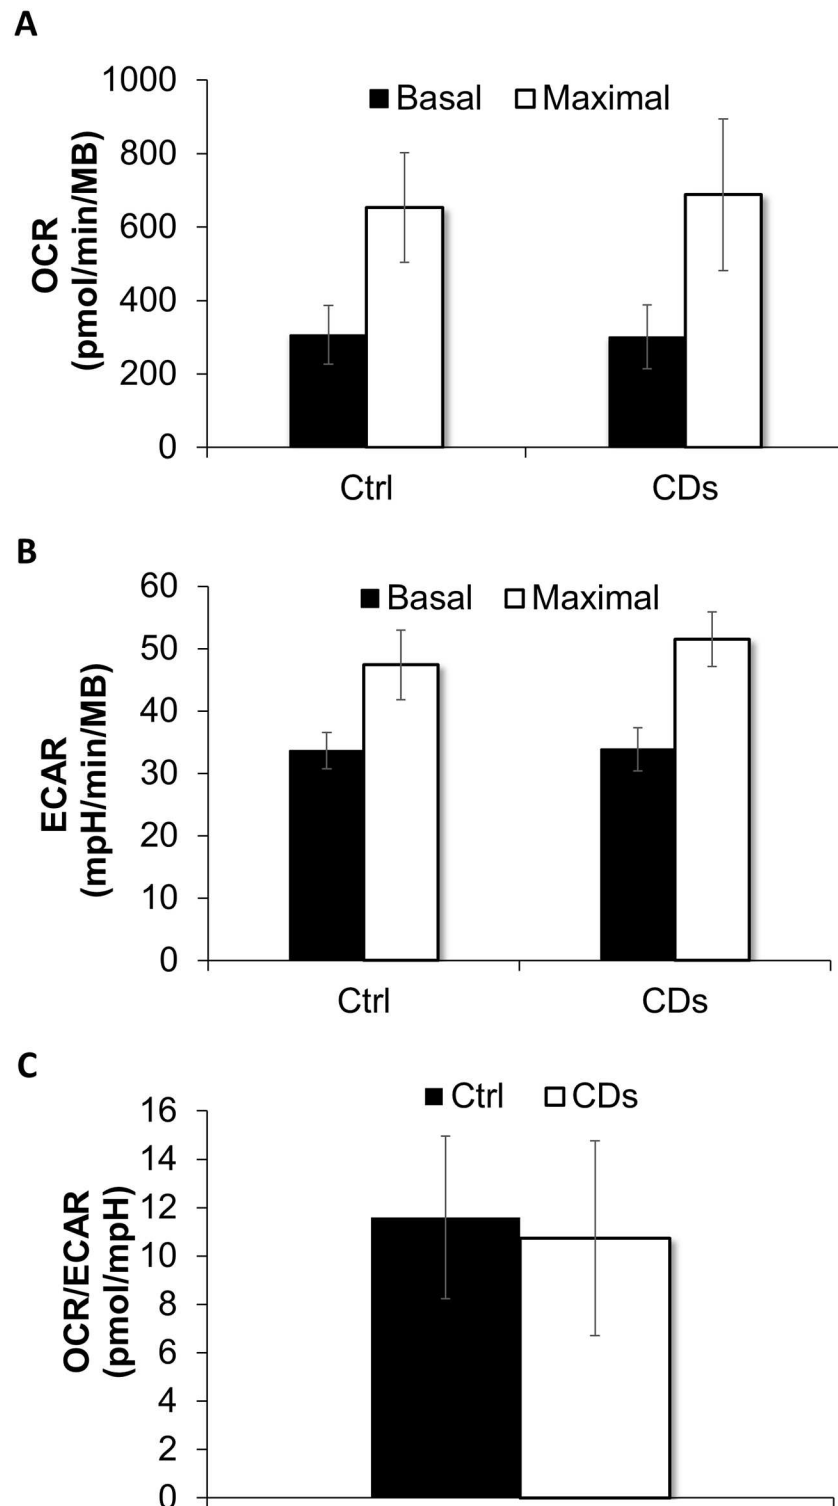 A
1000
Basal Maximal
800
600
400
200
0
OCR
(pmol/min/MB)
Ctrl CDs
B
60
Basal Maximal
50
40
30
20
10
0
ECAR
(mpH/min/MB)
Ctrl CDs
C
Ctrl CDs
16
14
12
10
8
6
4
2
0
OCR/ECAR
(pmol/mpH)